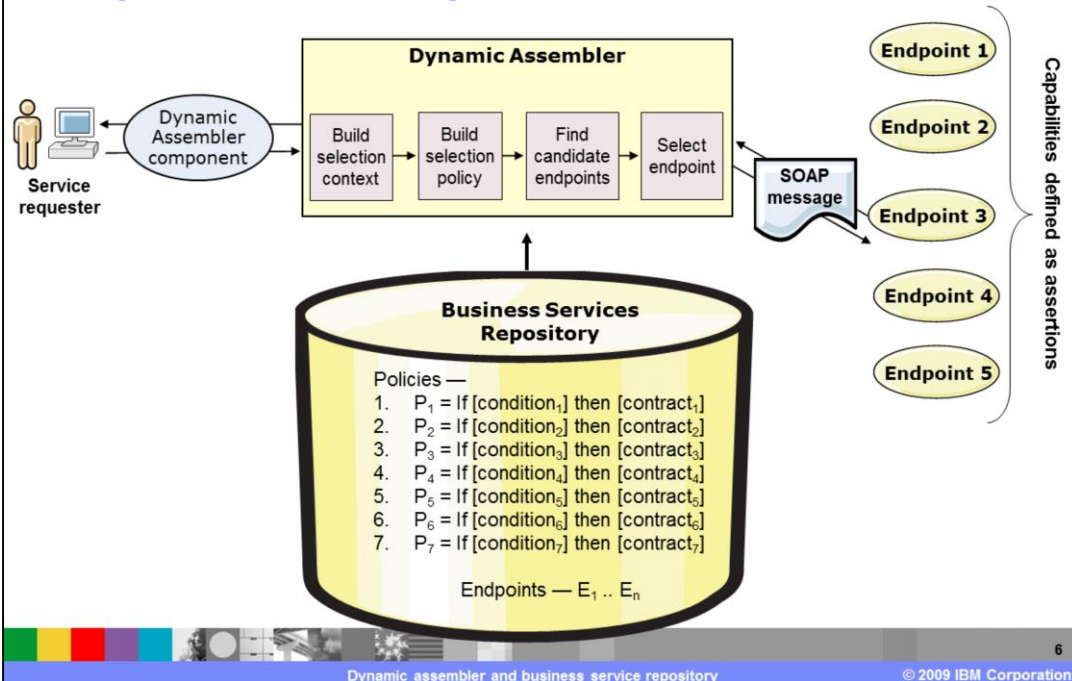 Dynamic Assembler
Dynamic
Assembler
component
Service
requester
Build
selection
context
Build
selection
policy
Find
candidate
endpoints
Select
endpoint
SOAP
message
Endpoint 1
Endpoint 2
Endpoint 3
Endpoint 4
Endpoint 5
Capabilities defined as assertions
Business Services
Repository
Policies —
1. P₁ = If [condition₁] then [contract₁]
2. P₂ = If [condition₂] then [contract₂]
3. P₃ = If [condition₃] then [contract₃]
4. P₄ = If [condition₄] then [contract₄]
5. P₅ = If [condition₅] then [contract₅]
6. P₆ = If [condition₆] then [contract₆]
7. P₇ = If [condition₇] then [contract₇]
Endpoints — E₁ .. Eₙ
6
Dynamic assembler and business service repository
© 2009 IBM Corporation